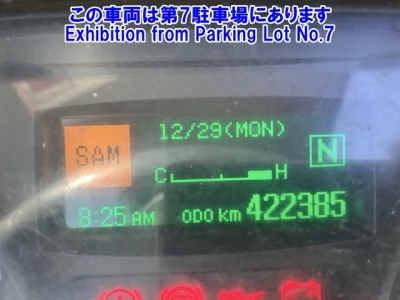 この車両は第7駐車場にあります
Exhibition from Parking Lot No.7
12/29(MON)
SAM
N
C H
8:25 AM ODO km 422385